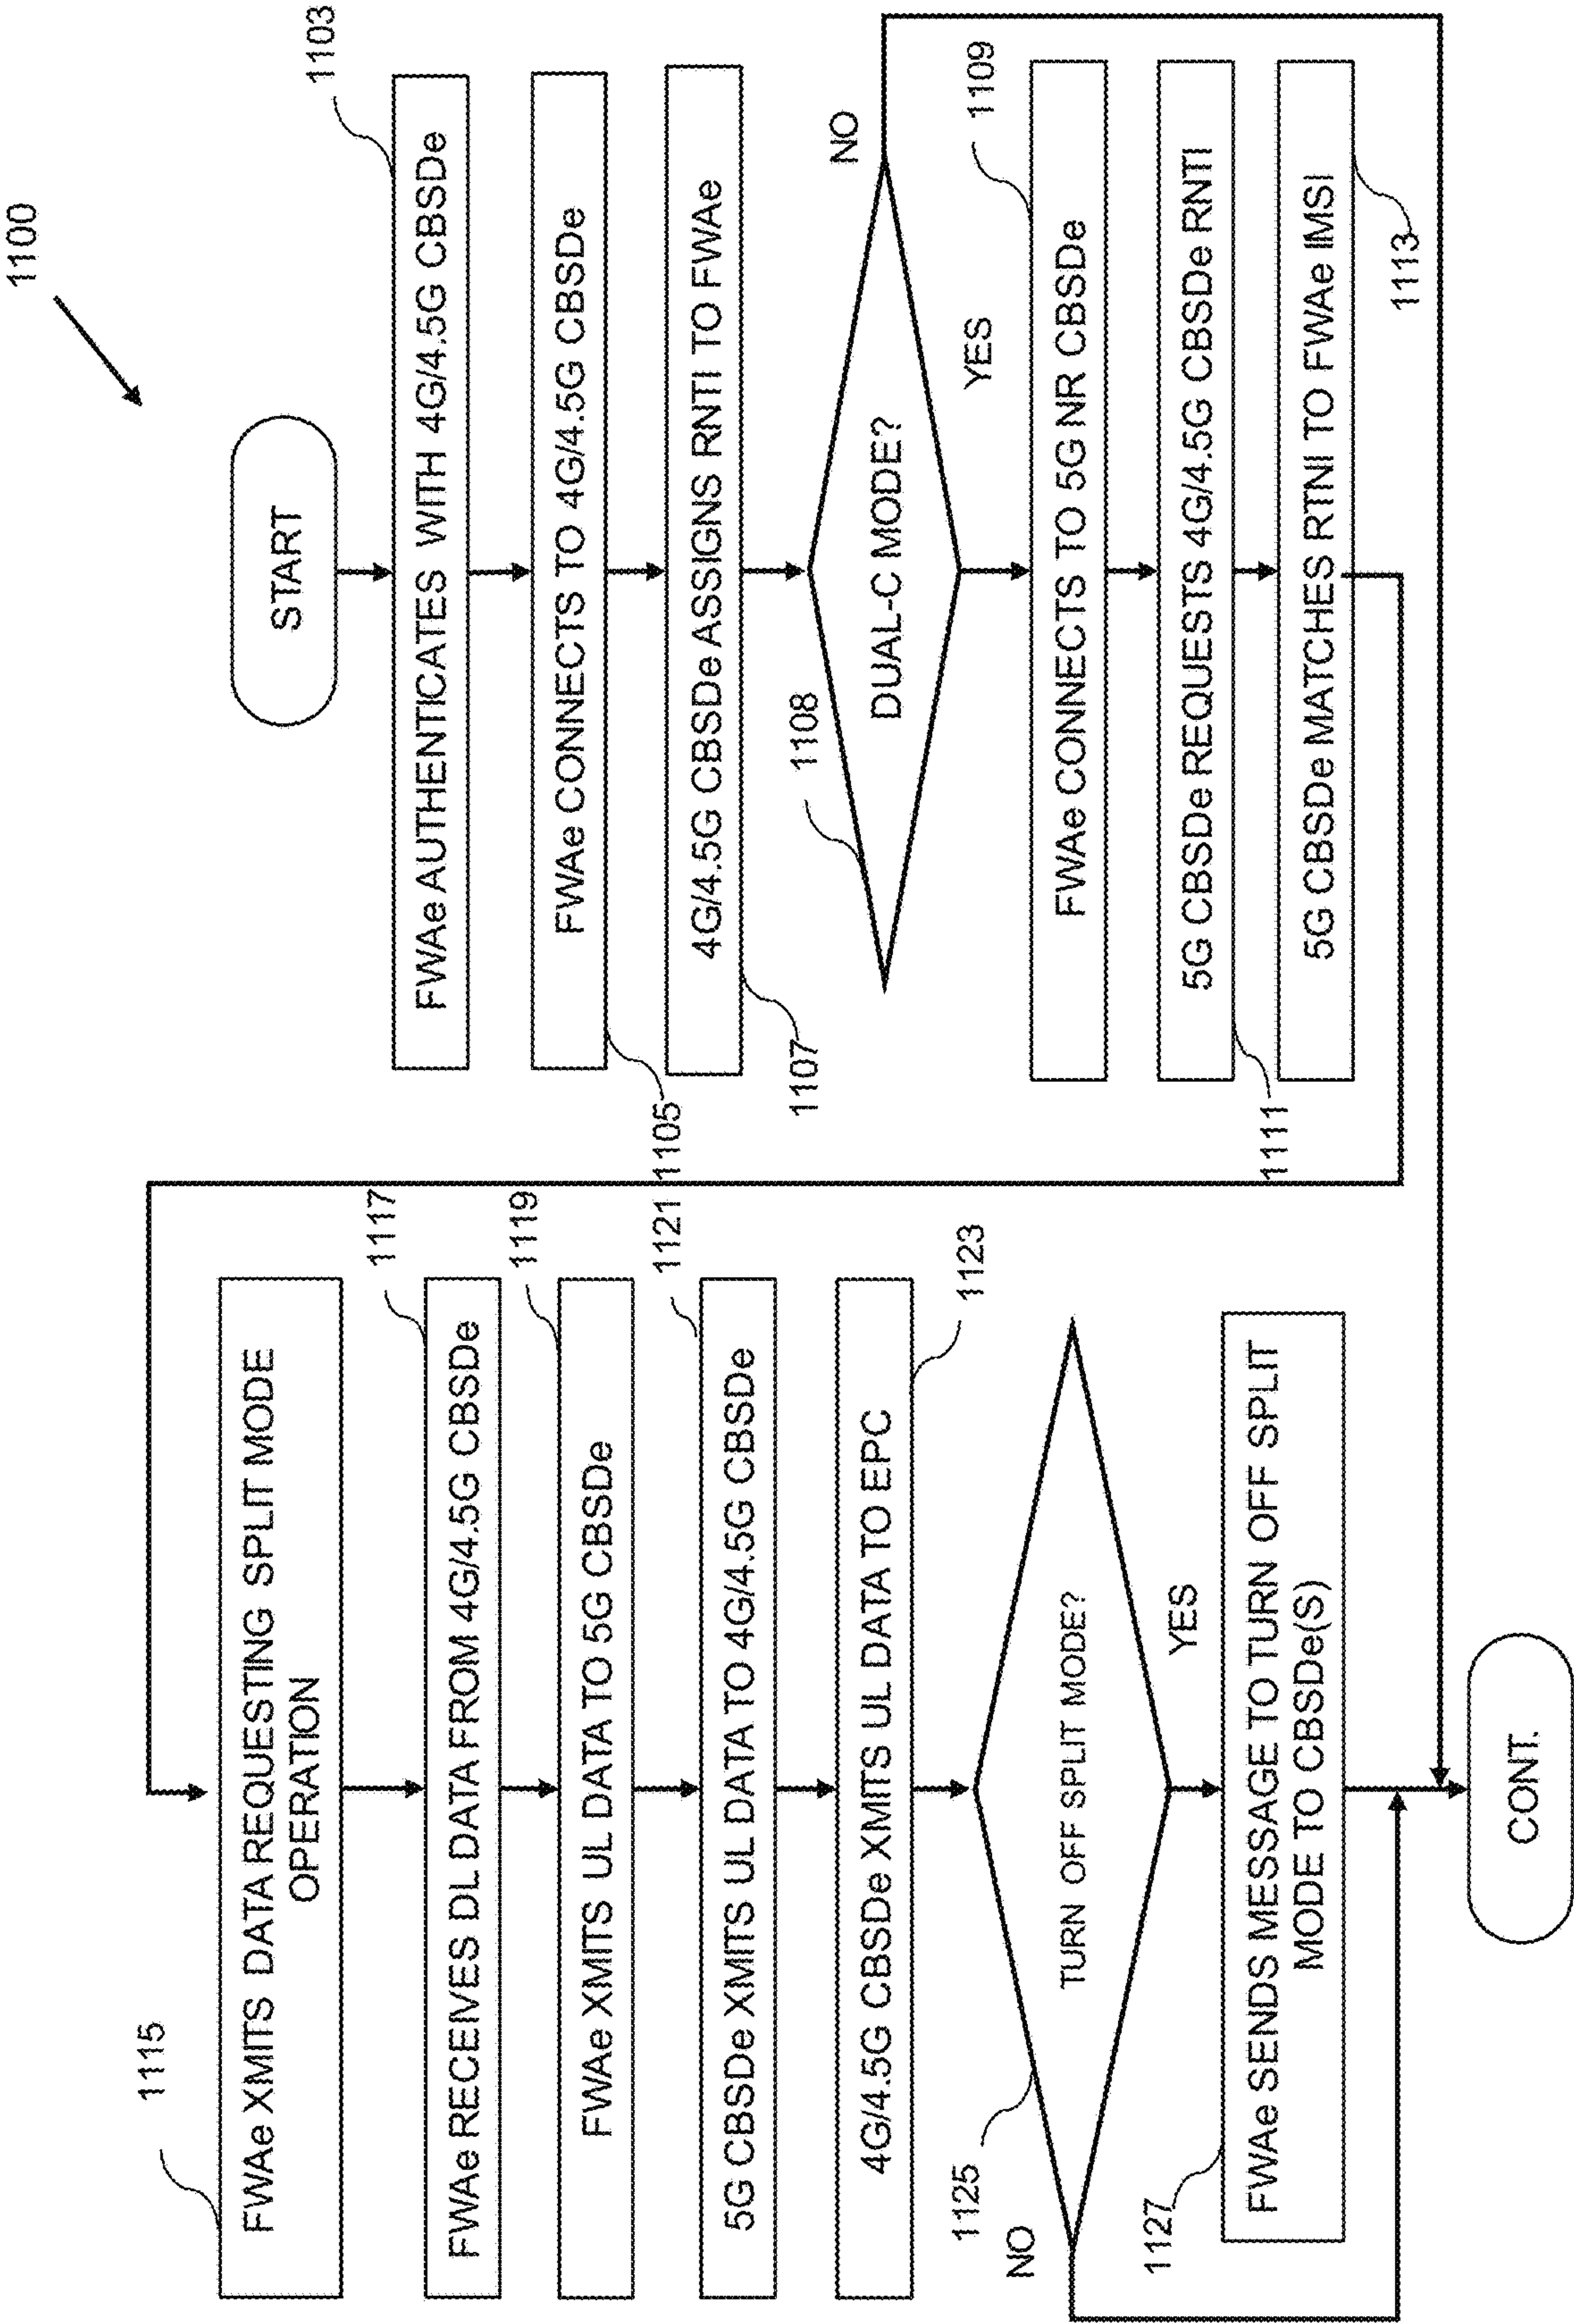 1100
START
1103
FWAe AUTHENTICATES WITH 4G/4.5G CBSDe
FWAe CONNECTS TO 4G/4.5G CBSDe
1105
4G/4.5G CBSDe ASSIGNS RNTI TO FWAe
1107
1108
DUAL-C MODE?
NO
YES
1109
FWAe CONNECTS TO 5G NR CBSDe
5G CBSDe REQUESTS 4G/4.5G CBSDe RNTI
1111
5G CBSDe MATCHES RTNI TO FWAe IMSI
1113
1115
FWAe XMITS DATA REQUESTING SPLIT MODE
OPERATION
1117
FWAe RECEIVES DL DATA FROM 4G/4.5G CBSDe
1119
FWAe XMITS UL DATA TO 5G CBSDe
1121
5G CBSDe XMITS UL DATA TO 4G/4.5G CBSDe
1123
4G/4.5G CBSDe XMITS UL DATA TO EPC
TURN OFF SPLIT MODE?
1125
NO
YES
1127
FWAe SENDS MESSAGE TO TURN OFF SPLIT
MODE TO CBSDe(S)
CONT.